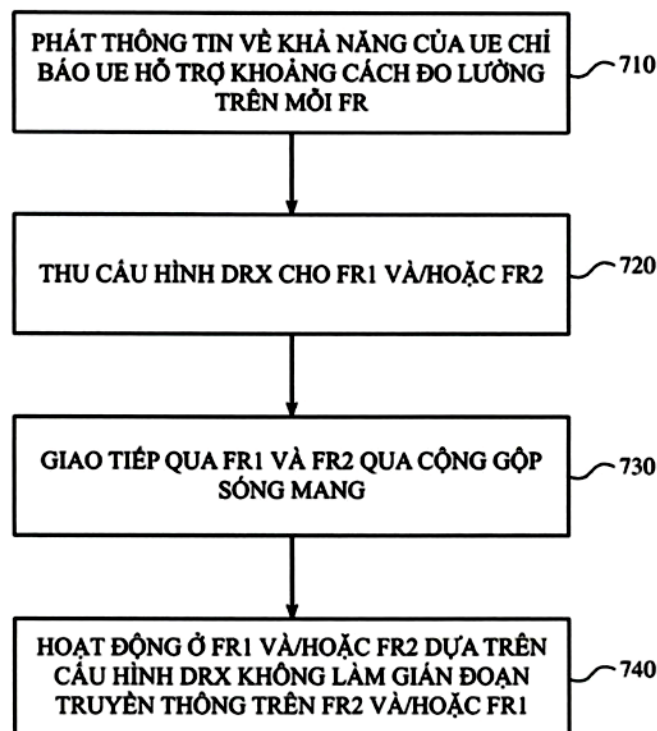 PHÁT THÔNG TIN VỀ KHẢ NĂNG CỦA UE CHỈ
BÁO UE HỖ TRỢ KHOẢNG CÁCH ĐO LƯỜNG
TRÊN MỖI FR
710
THU CẤU HÌNH DRX CHO FR1 VÀ/HOẶC FR2
720
GIAO TIẾP QUA FR1 VÀ FR2 QUA CỘNG GỘP
SÓNG MANG
730
HOẠT ĐỘNG Ở FR1 VÀ/HOẶC FR2 DỰA TRÊN
CẤU HÌNH DRX KHÔNG LÀM GIÁN ĐOẠN
TRUYỀN THÔNG TRÊN FR2 VÀ/HOẶC FR1
740